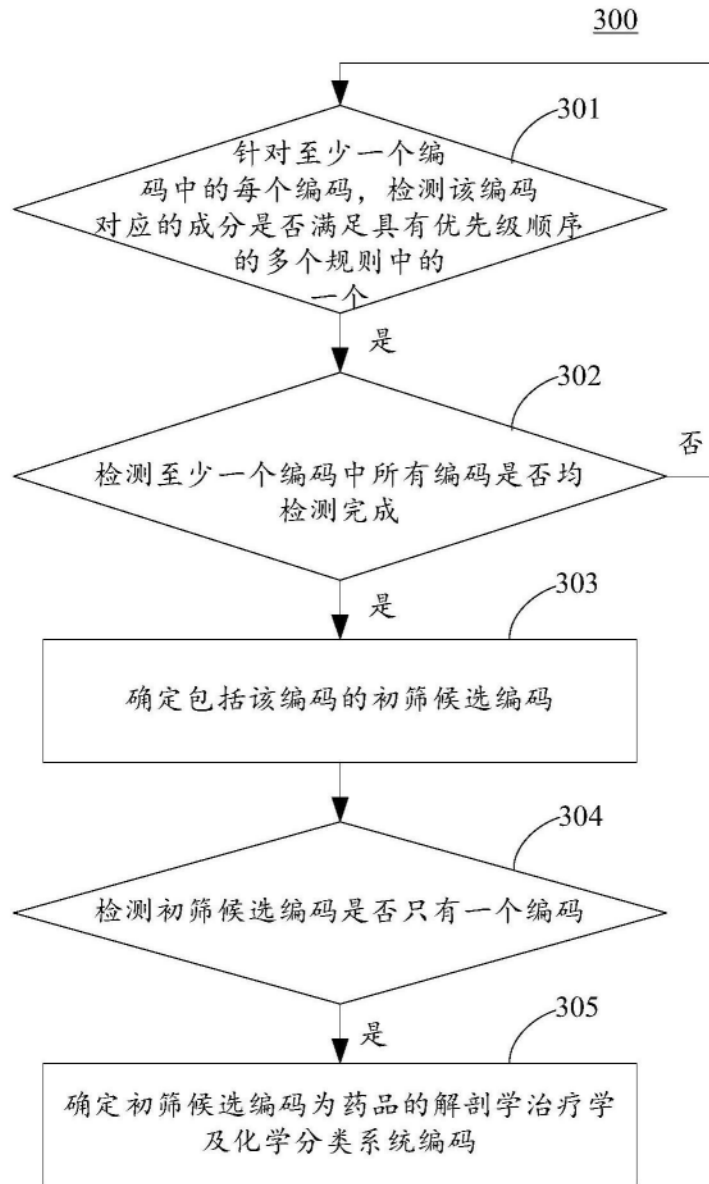 300
301
针对至少一个编
码中的每个编码，检测该编码
对应的成分是否满足具有优先级顺序
的多个规则中的
一个
是
302
否
检测至少一个编码中所有编码是否均
检测完成
是
303
确定包括该编码的初筛候选编码
304
检测初筛候选编码是否只有一个编码
是
305
确定初筛候选编码为药品的解剖学治疗学
及化学分类系统编码